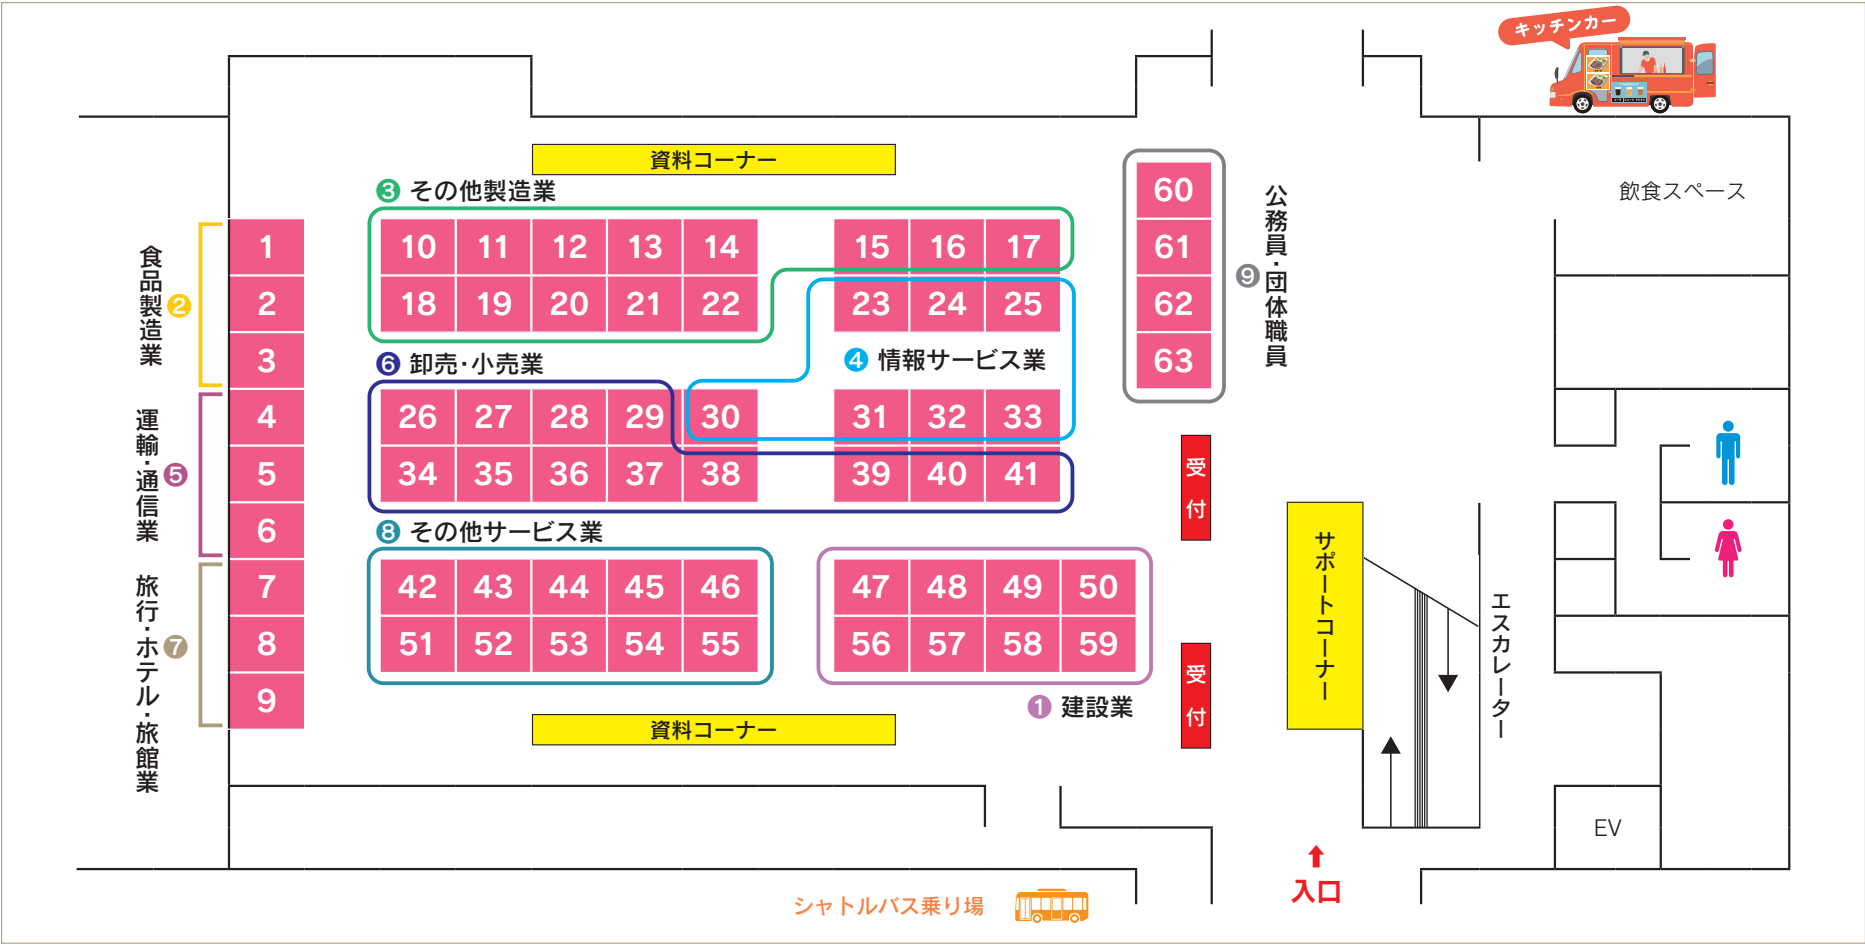 キッチンカー
資料コーナー
❸ その他製造業
飲食スペース
公務員・団体職員
❾
食品製造業
❷
1
2
3
10 11 12 13 14
15 16 17
18 19 20 21 22
23 24 25
60
61
62
63
❻ 卸売・小売業
❹ 情報サービス業
運輸・通信業
❺
4
5
6
26 27 28 29 30
31 32 33
34 35 36 37 38
39 40 41
受付
❽ その他サービス業
旅行・ホテル・旅館業
❼
7
8
9
42 43 44 45 46
47 48 49 50
51 52 53 54 55
56 57 58 59
受付
❶ 建設業
サポートコーナー
エスカレーター
資料コーナー
EV
入口
シャトルバス乗り場